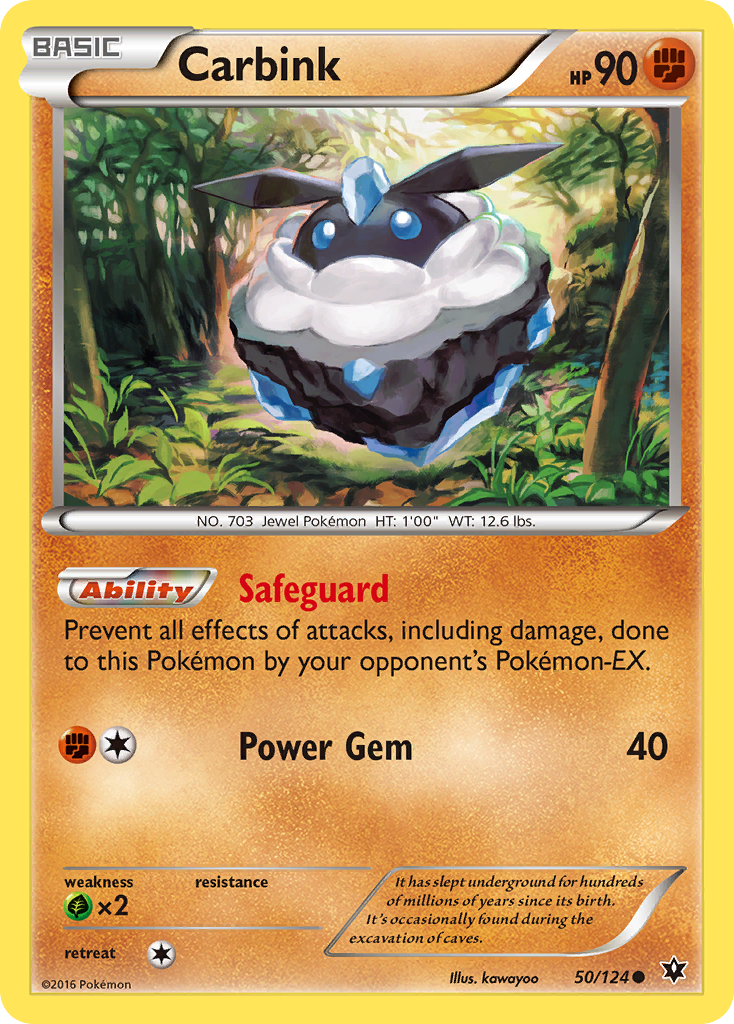 BASIC
Carbink
HP90
NO. 703 Jewel Pokémon HT: 1'00" WT: 12.6 lbs.
Ability Safeguard
Prevent all effects of attacks, including damage, done
to this Pokémon by your opponent's Pokémon-EX.
Power Gem 40
weakness resistance
×2
retreat
It has slept underground for hundreds
of millions of years since its birth.
It's occasionally found during the
excavation of caves.
©2016 Pokémon
Illus. kawayoo 50/124